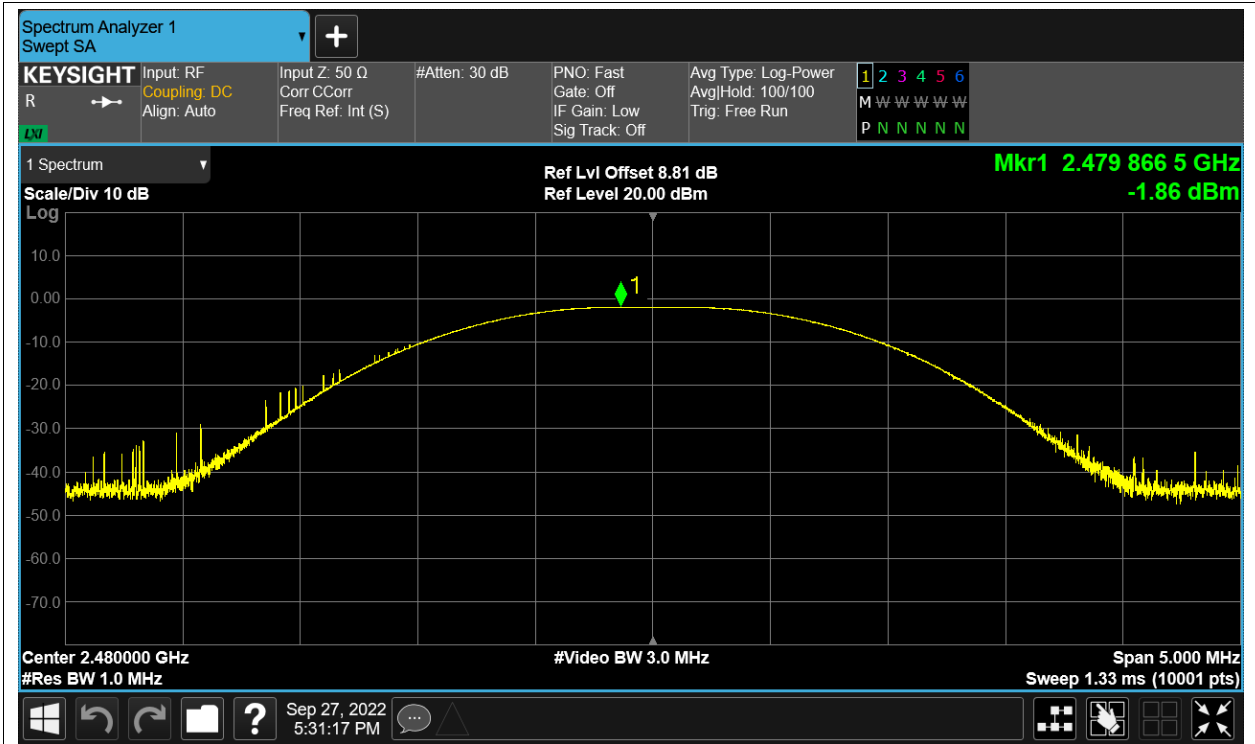 Spectrum Analyzer 1
Swept SA
KEYSIGHT
R
LXI
Input: RF
Coupling: DC
Align: Auto
Input Z: 50 Ω
Corr CCorr
Freq Ref: Int (S)
#Atten: 30 dB
PNO: Fast
Gate: Off
IF Gain: Low
Sig Track: Off
Avg Type: Log-Power
Avg|Hold: 100/100
Trig: Free Run
1 2 3 4 5 6
M W W W W W
P N N N N N
1 Spectrum
Scale/Div 10 dB
Log
Ref Lvl Offset 8.81 dB
Ref Level 20.00 dBm
Mkr1 2.479 866 5 GHz
-1.86 dBm
1
10.0
0.00
-10.0
-20.0
-30.0
-40.0
-50.0
-60.0
-70.0
Center 2.480000 GHz
#Res BW 1.0 MHz
#Video BW 3.0 MHz
Span 5.000 MHz
Sweep 1.33 ms (10001 pts)
?
Sep 27, 2022
5:31:17 PM